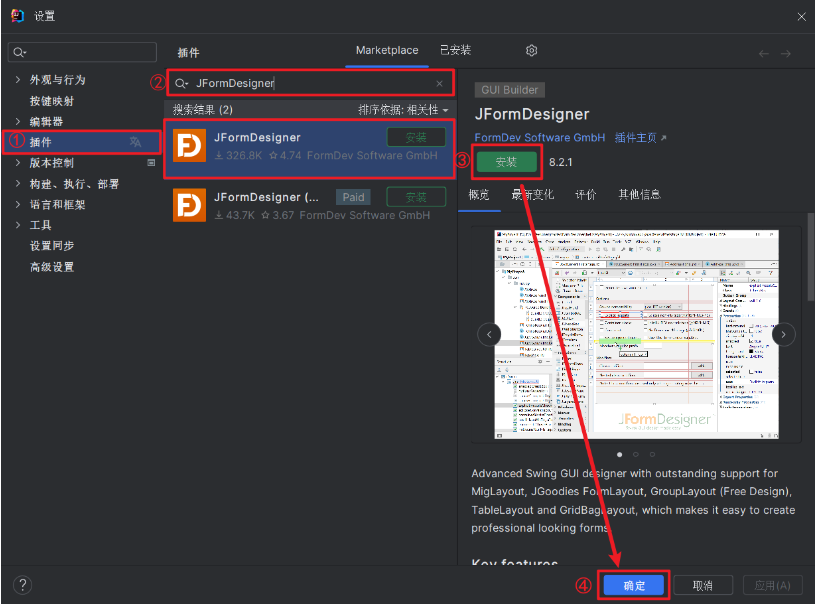 设置
插件
Marketplace
已安装
外观与行为
按键映射
编辑器
① 插件
版本控制
构建、执行、部署
语言和框架
工具
设置同步
高级设置
② JFormDesigner
搜索结果 (2)
排序依据: 相关性
JFormDesigner
安装
326.8K 4.74 FormDev Software GmbH
JFormDesigner (...
Paid
安装
43.7K 3.67 FormDev Software GmbH
GUI Builder
JFormDesigner
FormDev Software GmbH 插件主页
③ 安装 8.2.1
概览 最新变化 评价 其他信息
JFormDesigner
Advanced Swing GUI designer with outstanding support for
MigLayout, JGoodies FormLayout, GroupLayout (Free Design),
TableLayout and GridBagLayout, which makes it easy to create
professional looking forms
Key features
?
④ 确定
取消
应用(A)